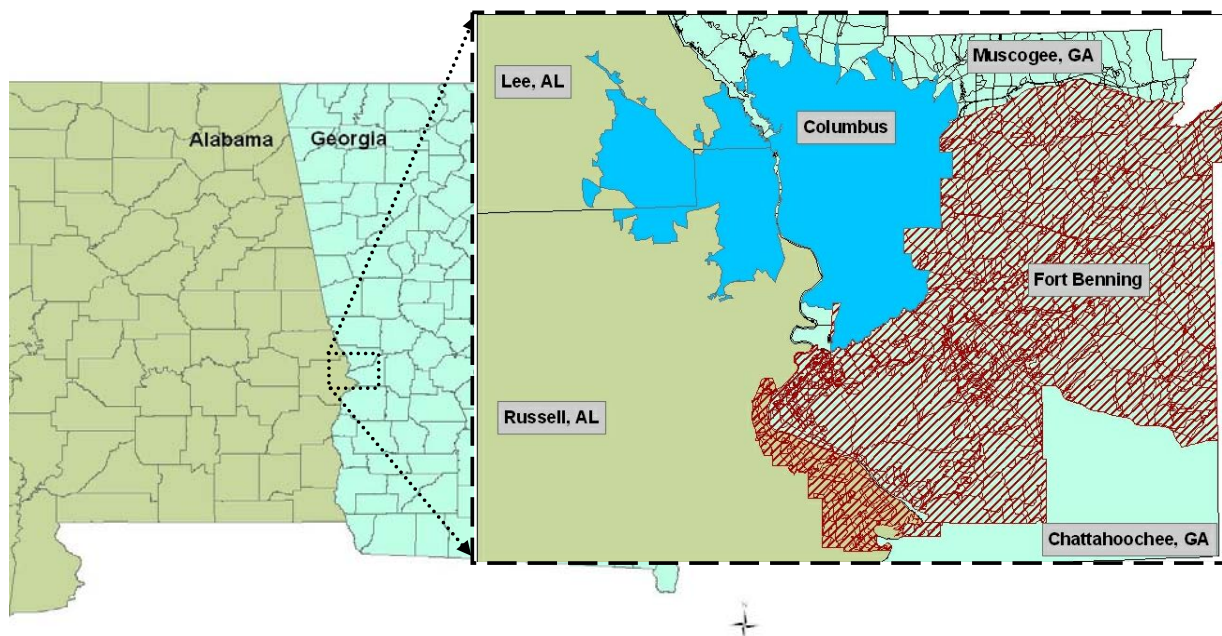 Muscogee, GA
Lee, AL
Columbus
Alabama
Georgia
Fort Benning
Russell, AL
Chattahoochee, GA